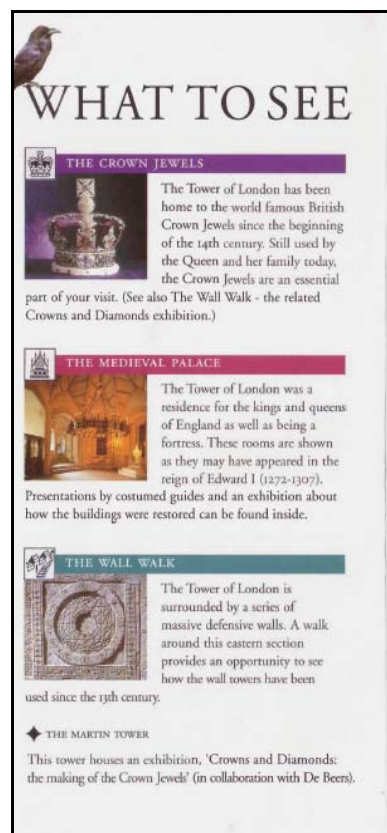 WHAT TO SEE
THE CROWN JEWELS
The Tower of London has been
home to the world famous British
Crown Jewels since the beginning
of the 14th century. Still used by
the Queen and her family today,
the Crown Jewels are an essential
part of your visit. (See also The Wall Walk - the related
Crowns and Diamonds exhibition.)
THE MEDIEVAL PALACE
The Tower of London was a
residence for the kings and queens
of England as well as being a
fortress. These rooms are shown
as they may have appeared in the
reign of Edward I (1272-1307).
Presentations by costumed guides and an exhibition about
how the buildings were restored can be found inside.
THE WALL WALK
The Tower of London is
surrounded by a series of
massive defensive walls. A walk
around this eastern section
provides an opportunity to see
how the wall towers have been
used since the 13th century.
THE MARTIN TOWER
This tower houses an exhibition, 'Crowns and Diamonds:
the making of the Crown Jewels' (in collaboration with De Beers).